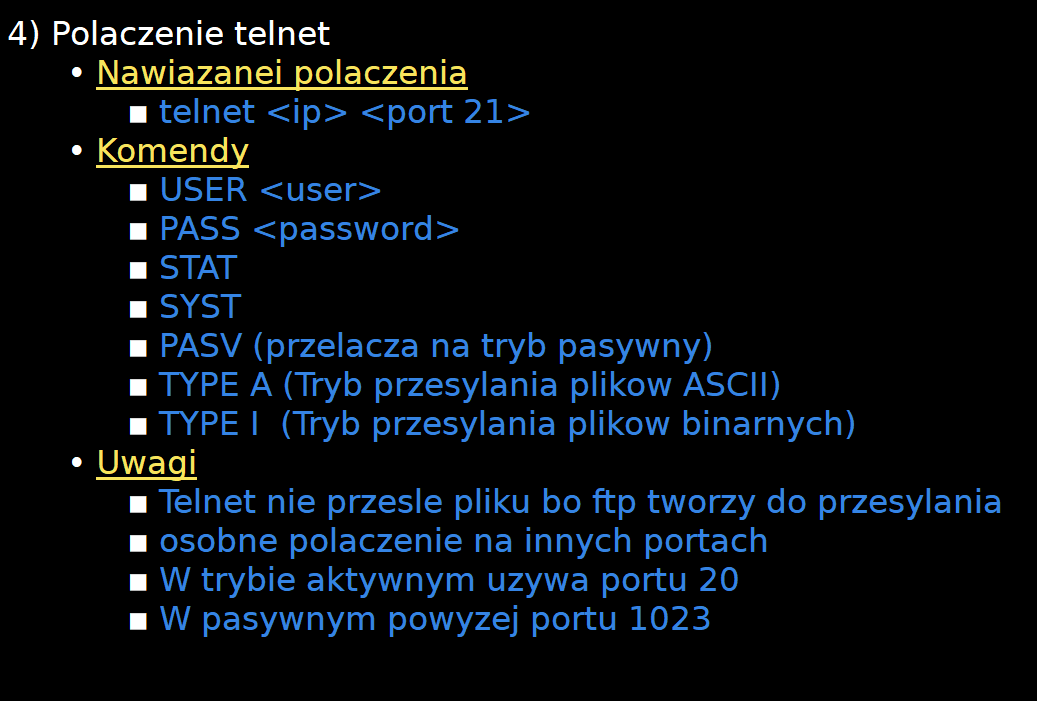 4) Polaczenie telnet
• Nawiazanei polaczenia
▪ telnet <ip> <port 21>
• Komendy
▪ USER <user>
▪ PASS <password>
▪ STAT
▪ SYST
▪ PASV (przelacza na tryb pasywny)
▪ TYPE A (Tryb przesylania plikow ASCII)
▪ TYPE I  (Tryb przesylania plikow binarnych)
• Uwagi
▪ Telnet nie przesle pliku bo ftp tworzy do przesylania
▪ osobne polaczenie na innych portach
▪ W trybie aktywnym uzywa portu 20
▪ W pasywnym powyzej portu 1023